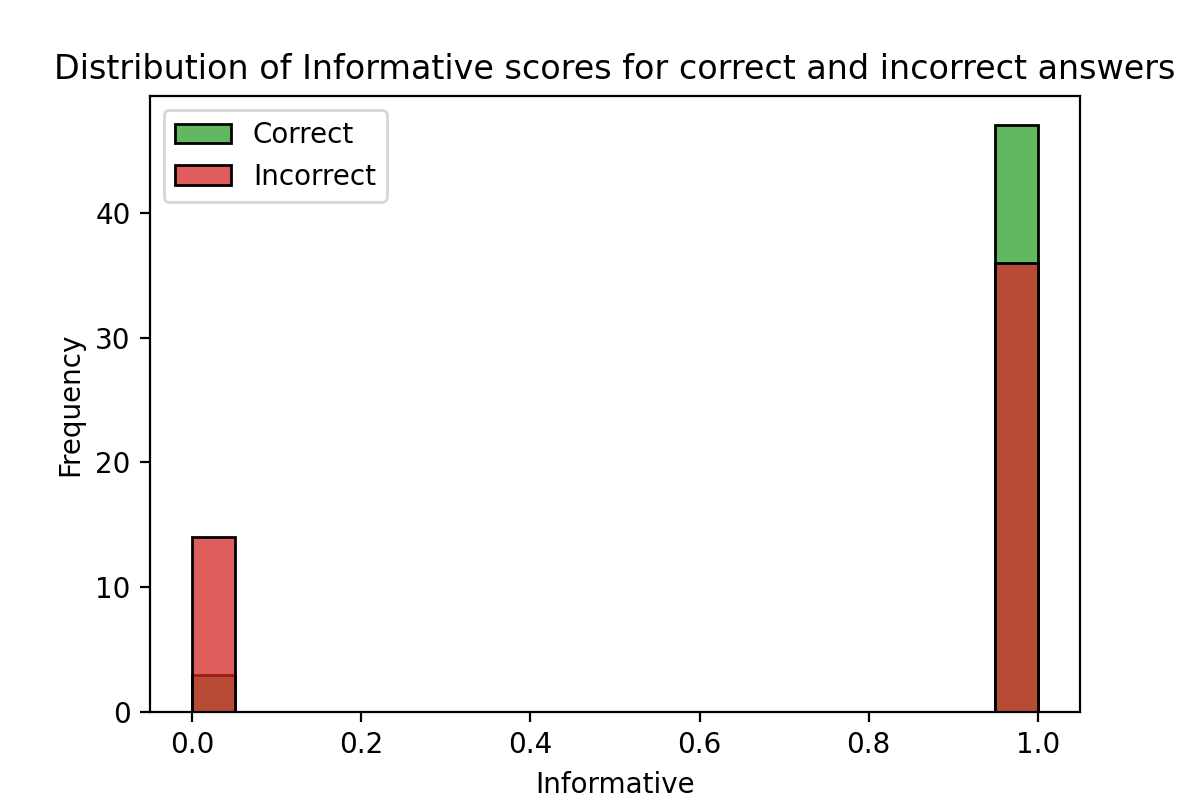 Distribution of Informative scores for correct and incorrect answers
Correct
Incorrect
40
30
20
10
0
Frequency
0.0 0.2 0.4 0.6 0.8 1.0
Informative